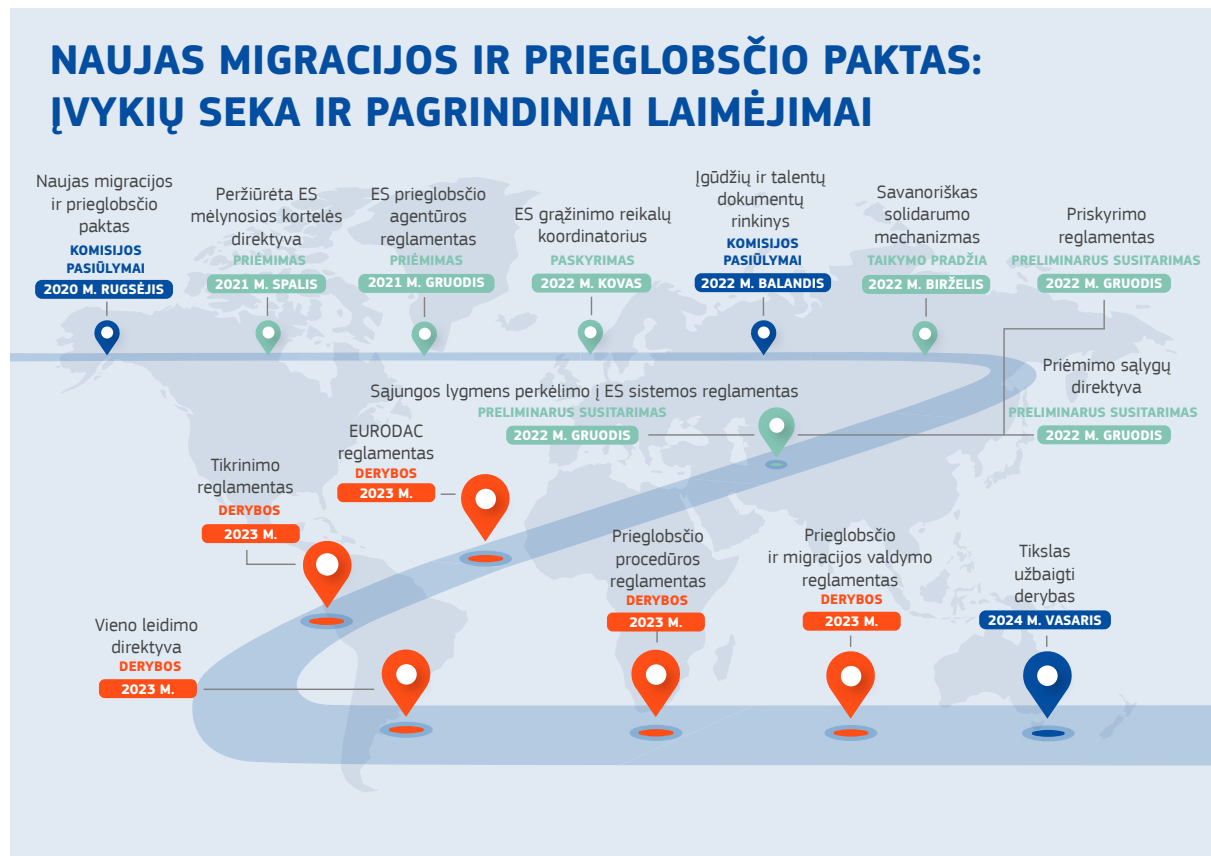 NAUJAS MIGRACIJOS IR PRIEGLOBSČIO PAKTAS:
ĮVYKIŲ SEKA IR PAGRINDINIAI LAIMĖJIMAI
Naujas migracijos
ir prieglobsčio
paktas
KOMISIJOS
PASIŪLYMAI
2020 M. RUGSĖJIS
Peržiūrėta ES
mėlynosios kortelės
direktyva
PRIĖMIMAS
2021 M. SPALIS
ES prieglobsčio
agentūros
reglamentas
PRIĖMIMAS
2021 M. GRUODIS
ES grąžinimo reikalų
koordinatorius
PASKYRIMAS
2022 M. KOVAS
Įgūdžių ir talentų
dokumentų
rinkinys
KOMISIJOS
PASIŪLYMAI
2022 M. BALANDIS
Savanoriškas
solidarumo
mechanizmas
TAIKYMO PRADŽIA
2022 M. BIRŽELIS
Priskyrimo
reglamentas
PRELIMINARUS SUSITARIMAS
2022 M. GRUODIS
Sąjungos lygmens perkėlimo į ES sistemos reglamentas
PRELIMINARUS SUSITARIMAS
2022 M. GRUODIS
Priėmimo sąlygų
direktyva
PRELIMINARUS SUSITARIMAS
2022 M. GRUODIS
EURODAC
reglamentas
DERYBOS
2023 M.
Tikrinimo
reglamentas
DERYBOS
2023 M.
Vieno leidimo
direktyva
DERYBOS
2023 M.
Prieglobsčio
procedūros
reglamentas
DERYBOS
2023 M.
Prieglobsčio
ir migracijos valdymo
reglamentas
DERYBOS
2023 M.
Tikslas
užbaigti
derybas
2024 M. VASARIS